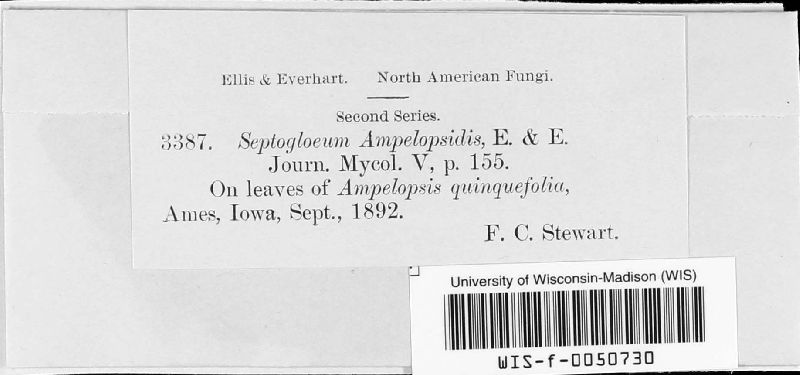 Ellis & Everhart. North American Fungi.
Second Series.
3387. Septogloeum Ampelopsidis, E. & E.
Journ. Mycol. V, p. 155.
On leaves of Ampelopsis quinquefolia,
Ames, Iowa, Sept., 1892.
F. C. Stewart.
University of Wisconsin-Madison (WIS)
WIS-f-0050730